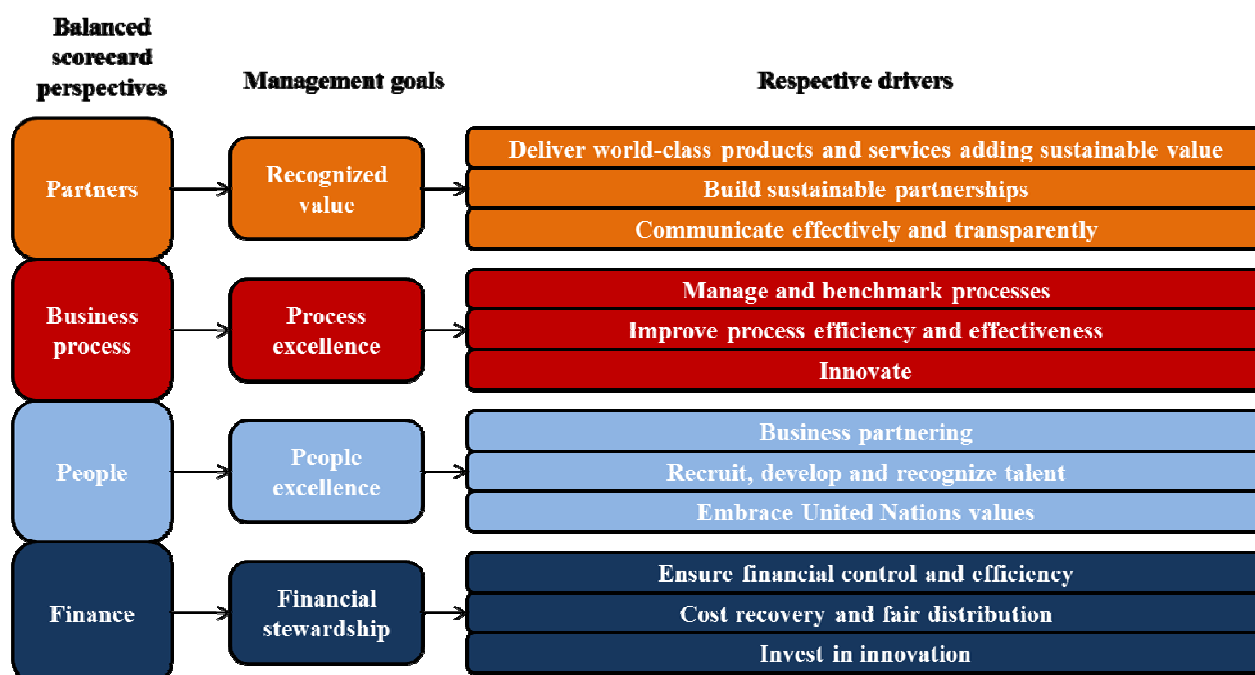 Balanced
scorecard
perspectives
Management goals
Respective drivers
Partners
Recognized
value
Deliver world-class products and services adding sustainable value
Build sustainable partnerships
Communicate effectively and transparently
Business
process
Process
excellence
Manage and benchmark processes
Improve process efficiency and effectiveness
Innovate
People
People
excellence
Business partnering
Recruit, develop and recognize talent
Embrace United Nations values
Finance
Financial
stewardship
Ensure financial control and efficiency
Cost recovery and fair distribution
Invest in innovation